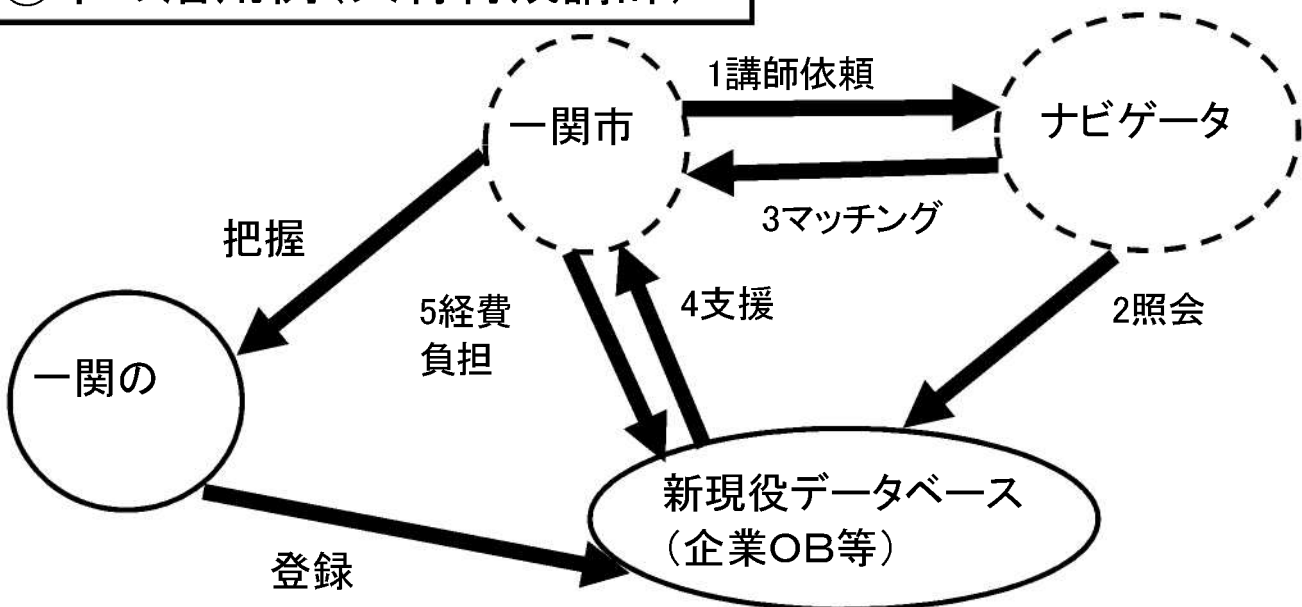 1講師依頼
一関市
ナビゲータ
3マッチング
把握
5経費
負担
4支援
2照会
一関の
新現役データベース
(企業OB等)
登録